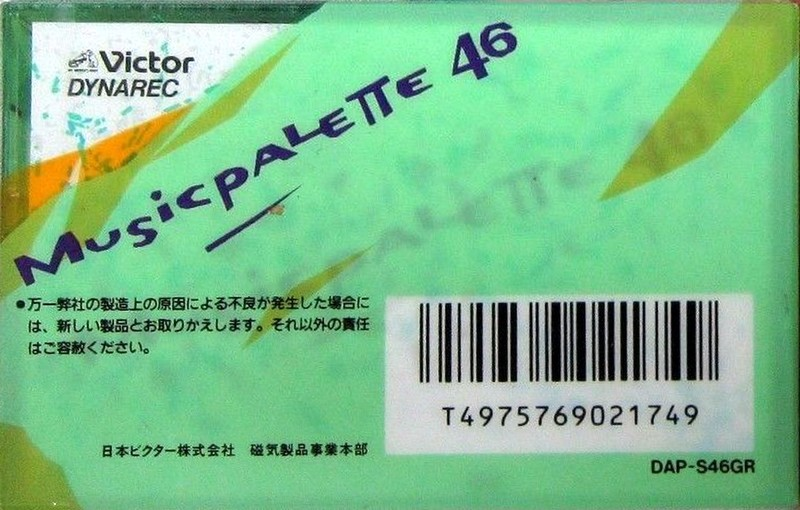 Victor
DYNAREC
MusicPALETTE 46
●万一弊社の製造上の原因による不良が発生した場合に
は、新しい製品とお取りかえします。それ以外の責任
はご容赦ください。
T4975769021749
日本ビクター株式会社 磁気製品事業本部
DAP-S46GR